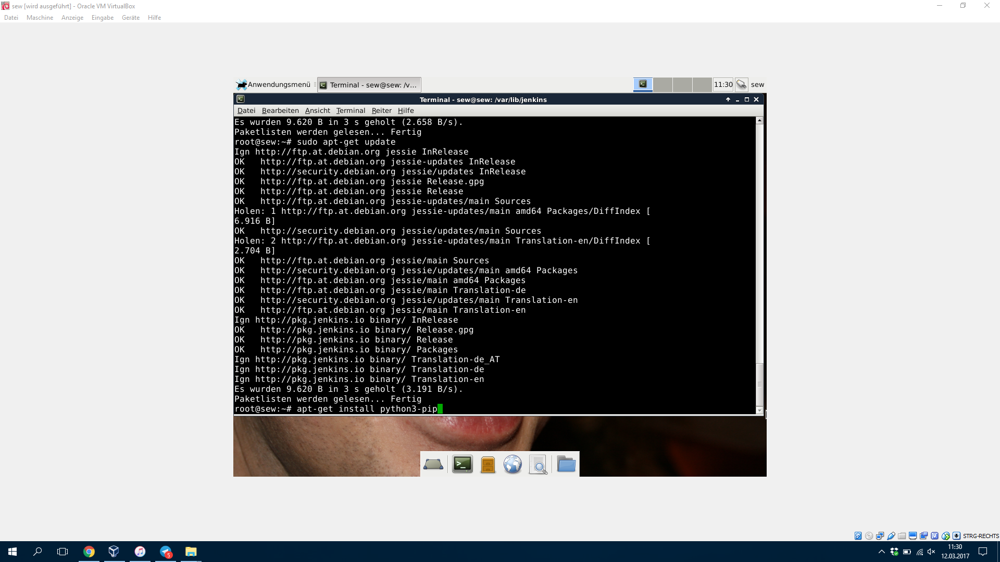 sew [wird ausgeführt] - Oracle VM VirtualBox
Datei Maschine Anzeige Eingabe Geräte Hilfe
Anwendungsmenü Terminal - sew@sew: /v... 11:30 sew
Terminal - sew@sew: /var/lib/jenkins
Datei Bearbeiten Ansicht Terminal Reiter Hilfe
Es wurden 9.620 B in 3 s geholt (2.658 B/s).
Paketlisten werden gelesen... Fertig
root@sew:~# sudo apt-get update
Ign http://ftp.at.debian.org jessie InRelease
OK   http://ftp.at.debian.org jessie-updates InRelease
OK   http://security.debian.org jessie/updates InRelease
OK   http://ftp.at.debian.org jessie Release.gpg
OK   http://ftp.at.debian.org jessie Release
OK   http://ftp.at.debian.org jessie-updates/main Sources
Holen: 1 http://ftp.at.debian.org jessie-updates/main amd64 Packages/DiffIndex [
6.916 B]
OK   http://security.debian.org jessie/updates/main Sources
Holen: 2 http://ftp.at.debian.org jessie-updates/main Translation-en/DiffIndex [
2.704 B]
OK   http://ftp.at.debian.org jessie/main Sources
OK   http://security.debian.org jessie/updates/main amd64 Packages
OK   http://ftp.at.debian.org jessie/main amd64 Packages
OK   http://ftp.at.debian.org jessie/main Translation-de
OK   http://security.debian.org jessie/updates/main Translation-en
OK   http://ftp.at.debian.org jessie/main Translation-en
Ign http://pkg.jenkins.io binary/ InRelease
OK   http://pkg.jenkins.io binary/ Release.gpg
OK   http://pkg.jenkins.io binary/ Release
OK   http://pkg.jenkins.io binary/ Packages
Ign http://pkg.jenkins.io binary/ Translation-de_AT
Ign http://pkg.jenkins.io binary/ Translation-de
Ign http://pkg.jenkins.io binary/ Translation-en
Es wurden 9.620 B in 3 s geholt (3.191 B/s).
Paketlisten werden gelesen... Fertig
root@sew:~# apt-get install python3-pip
STRG-RECHTS
5
11:30
12.03.2017